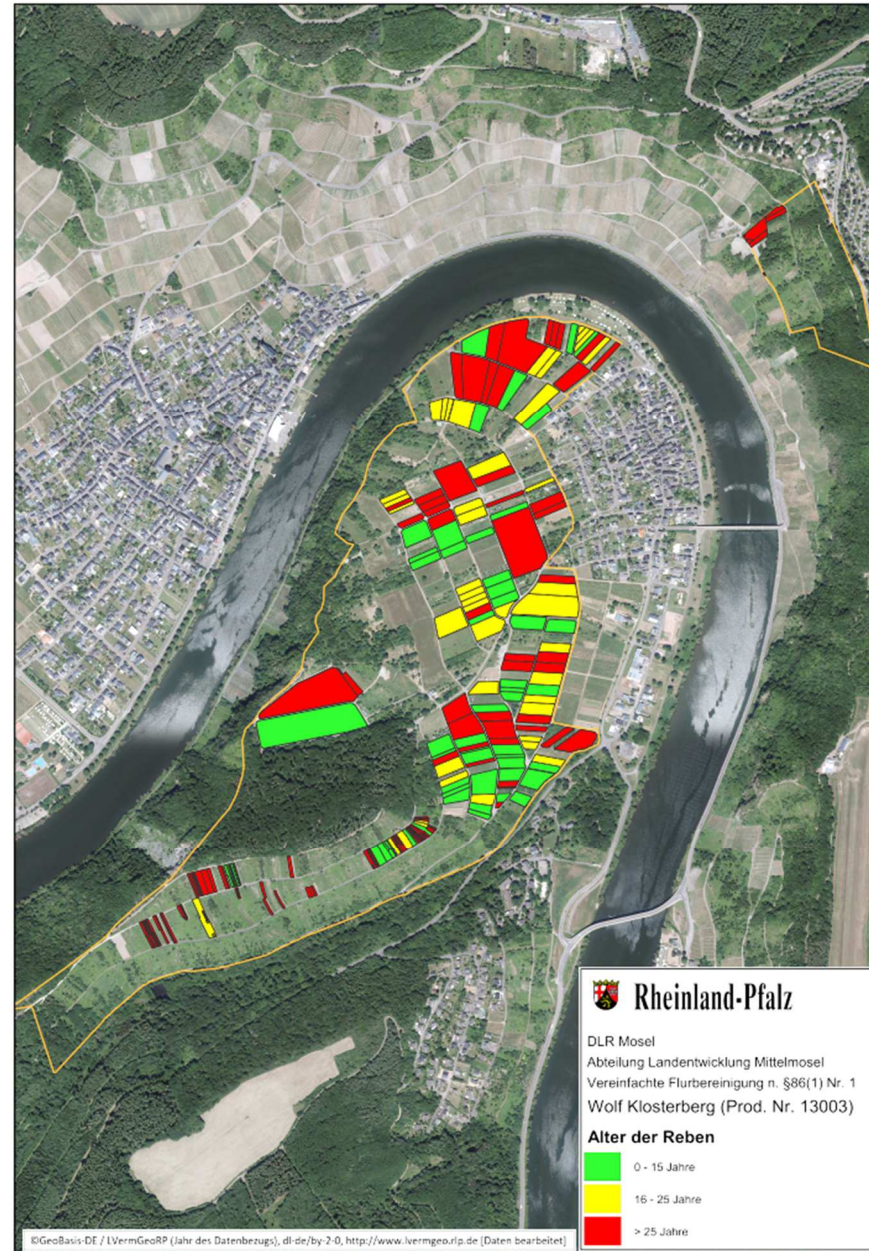 Rheinland-Pfalz
DLR Mosel
Abteilung Landentwicklung Mittelmosel
Vereinfachte Flurbereinigung n. §86(1) Nr. 1
Wolf Klosterberg (Prod. Nr. 13003)
Alter der Reben
0 - 15 Jahre
16 - 25 Jahre
> 25 Jahre
©GeoBasis-DE / LVermGeoRP (Jahr des Datenbezugs), dl-de/by-2-0, http://www.lvermgeo.rlp.de [Daten bearbeitet]